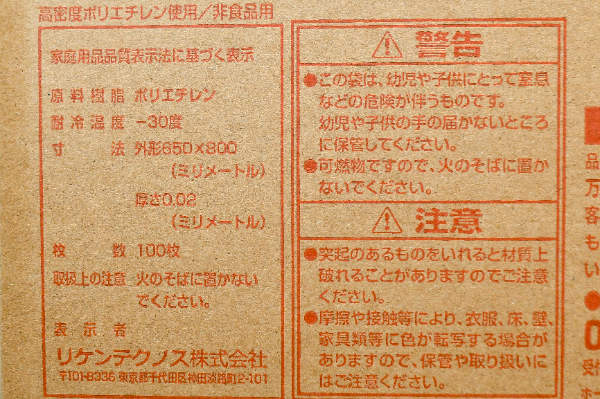 高密度ポリエチレン使用/非食品用
家庭用品品質表示法に基づく表示
原料樹脂 ポリエチレン
耐冷温度 -30度
寸法 外形650×800
(ミリメートル)
厚さ0.02
(ミリメートル)
枚数 100枚
取扱上の注意 火のそばに置かない
でください。
表示者
リケンテクノス株式会社
〒101-8336 東京都千代田区神田淡路町2-101
警告
●この袋は、幼児や子供にとって窒息
などの危険が伴うものです。
幼児や子供の手の届かないところ
に保管してください。
●可燃物ですので、火のそばに置か
ないでください。
注意
●突起のあるものをいれると材質上
破れることがありますのでご注意
ください。
●摩擦や接触等により、衣服、床、壁、
家具類等に色が転写する場合が
ありますので、保管や取り扱いに
はご注意ください。
品
万
客
も
い
●
0
受付
ホー